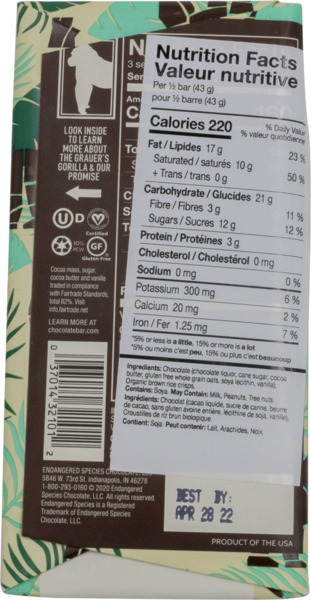 N
3 se
Ser
Am
C
To
LOOK INSIDE
TO LEARN
MORE ABOUT
THE GRAUER'S
GORILLA & OUR
PROMISE
U D V
Certified
10%
GF
Gluten-Free
Cocoa mass, sugar,
cocoa butter and vanilla
traded in compliance
with Fairtrade Standards,
total 82%. Visit
info.fairtrade.net
LEARN MORE AT
chocolatebar.com
0 37014 32101 2
ENDANGERED SPECIES CHOCOLATE, LLC
5846 W. 73rd St. Indianapolis, IN 46278
1-800-293-0160 © 2020 Endangered
Species Chocolate, LLC. All rights reserved.
Endangered Species is a Registered
Trademark of Endangered Species
Chocolate, LLC.
Nutrition Facts
Valeur nutritive
Per ½ bar (43 g)
pour ½ barre (43 g)
Calories 220
% Daily Value
% valeur quotidienne
Fat / Lipides 17 g 23 %
Saturated / saturés 10 g
+ Trans / trans 0 g 50 %
Carbohydrate / Glucides 21 g
Fibre / Fibres 3 g 11 %
Sugars / Sucres 12 g 12 %
Protein / Protéines 3 g
Cholesterol / Cholestérol 0 mg
Sodium 0 mg 0 %
Potassium 300 mg 6 %
Calcium 20 mg 2 %
Iron / Fer 1.25 mg 7 %
*5% or less is a little, 15% or more is a lot
*5% ou moins c'est peu, 15% ou plus c'est beaucoup
Ingredients: Chocolate (chocolate liquor, cane sugar, cocoa
butter, gluten free whole grain oats, soya lecithin, vanilla),
Organic brown rice crisps.
Contains: Soya. May Contain: Milk, Peanuts, Tree nuts.
Ingrédients: Chocolat (cacao liquide, sucre de canne, beurre
de cacao, sans gluten avoine entière, lécithine de soja, vanille),
Croustilles de riz brun biologique.
Contient: Soja. Peut contenir: Lait, Arachides, Noix.
BEST BY:
APR 28 22
PRODUCT OF THE USA